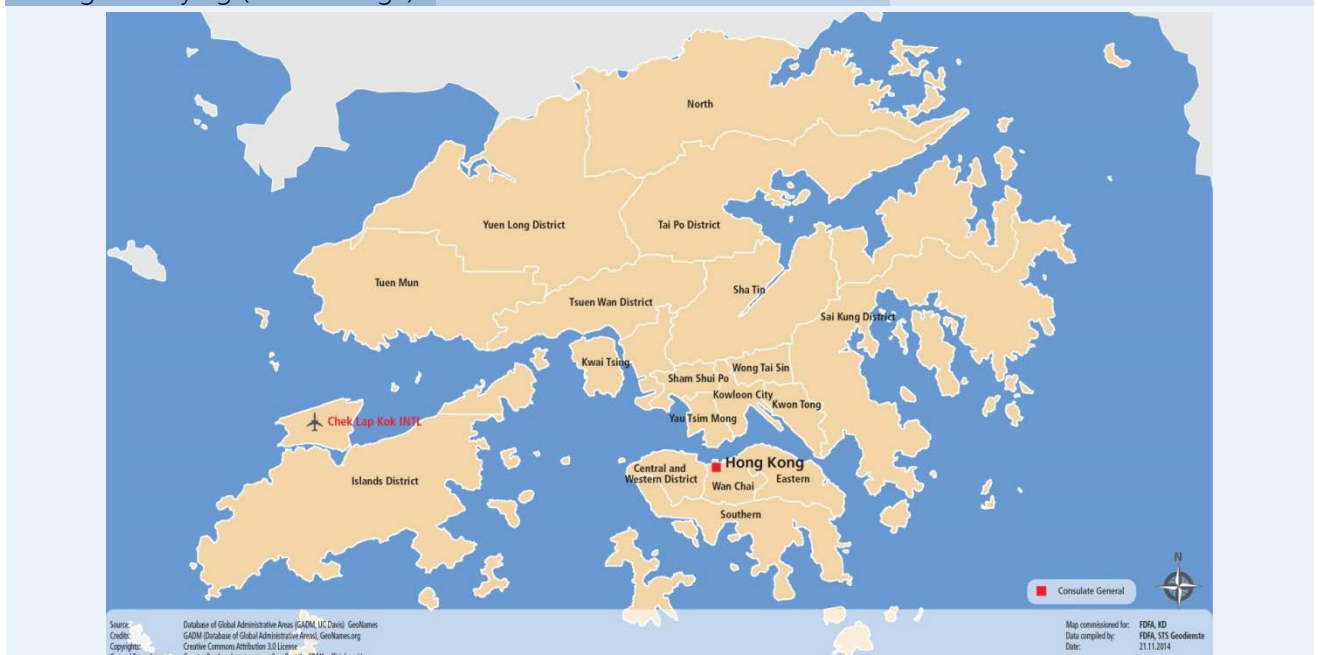 North
Yuen Long District
Tai Po District
Tuen Mun
Sha Tin
Tsuen Wan District
Sai Kung District
Kwai Tsing
Wong Tai Sin
Sham Shui Po
Kowloon City
Kwon Tong
Chek Lap Kok INTL
Yau Tsim Mong
Hong Kong
Central and
Western District
Eastern
Islands District
Wan Chai
Southern
N
Consulate General
Source: Database of Global Administrative Areas (GADM, UC Davis) GeoNames
Credits: GADM (Database of Global Administrative Areas), GeoNames.org
Copyrights: Creative Commons Attribution 3.0 License
Map commissioned for: FDFA, KD
Data compiled by: FDFA, STS Geodienste
Date: 21.11.2014